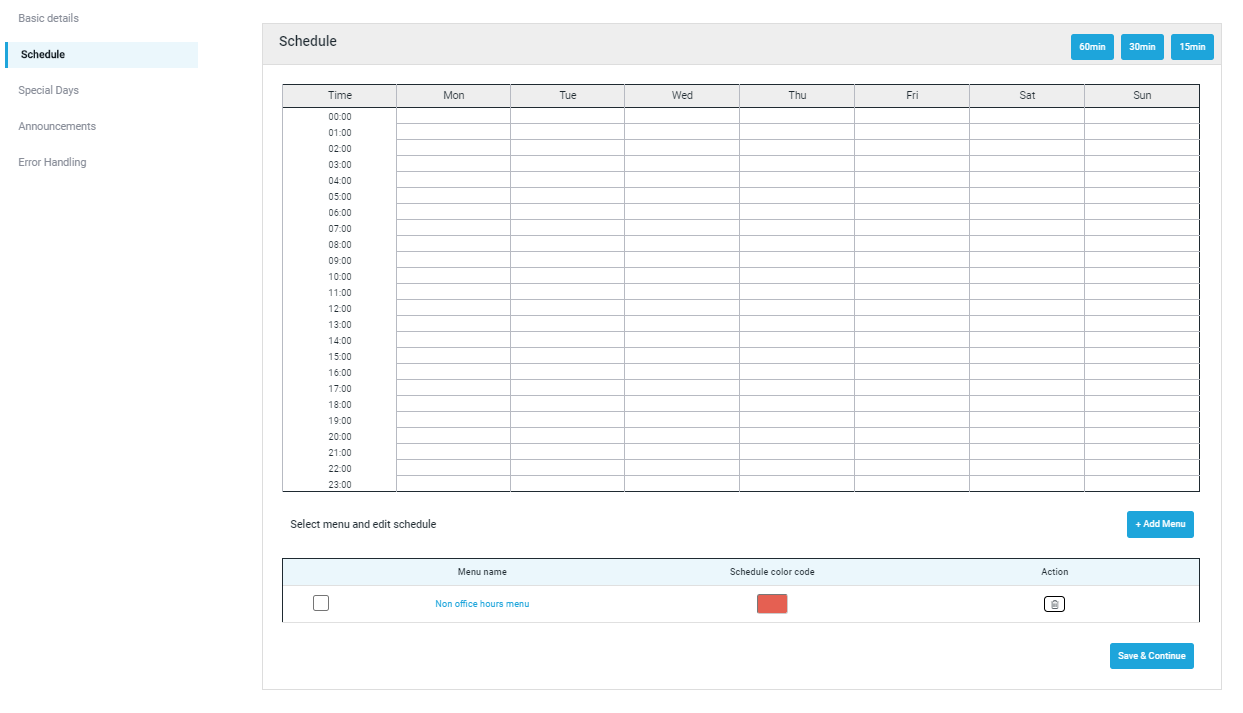 Basic details
Schedule
Special Days
Announcements
Error Handling
Schedule
60min 30min 15min
Time Mon Tue Wed Thu Fri Sat Sun
00:00
01:00
02:00
03:00
04:00
05:00
06:00
07:00
08:00
09:00
10:00
11:00
12:00
13:00
14:00
15:00
16:00
17:00
18:00
19:00
20:00
21:00
22:00
23:00
Select menu and edit schedule + Add Menu
Menu name Schedule color code Action
Non office hours menu
Save & Continue